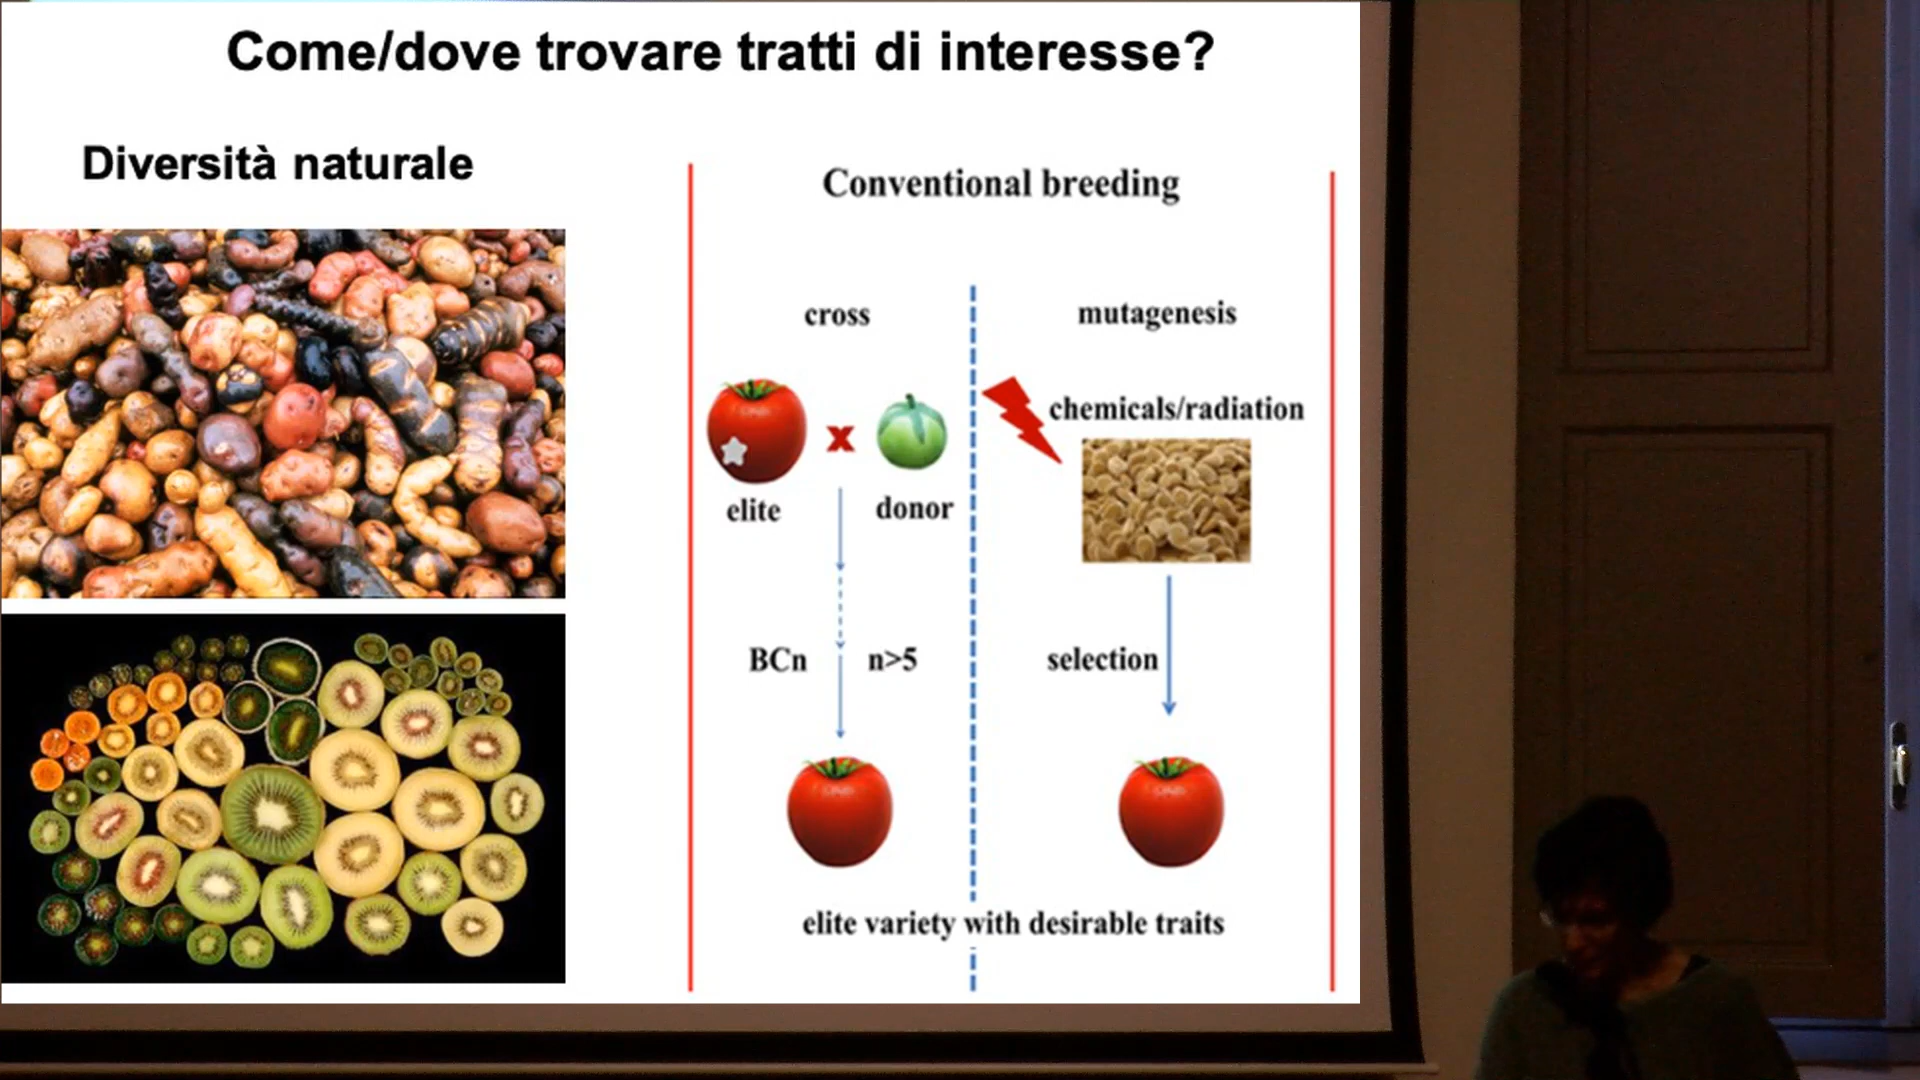 Come/dove trovare tratti di interesse?
Diversità naturale
Conventional breeding
cross
mutagenesis
chemicals/radiation
elite
donor
BCn
n>5
selection
elite variety with desirable traits